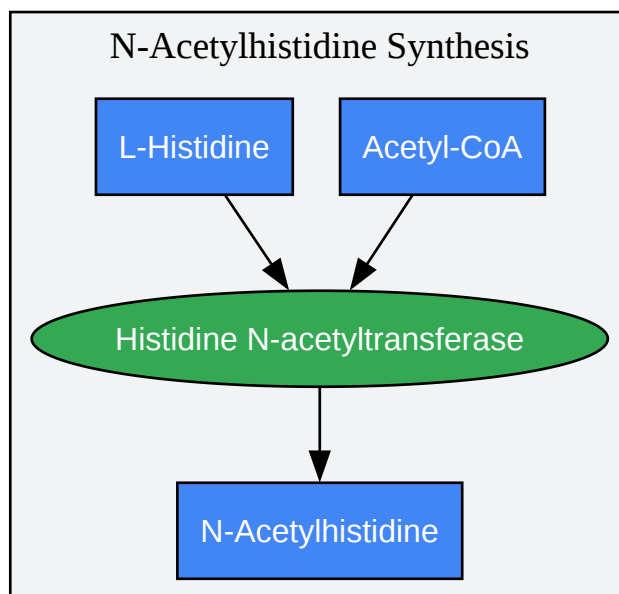 N-Acetylhistidine Synthesis
L-Histidine
Acetyl-CoA
Histidine N-acetyltransferase
N-Acetylhistidine